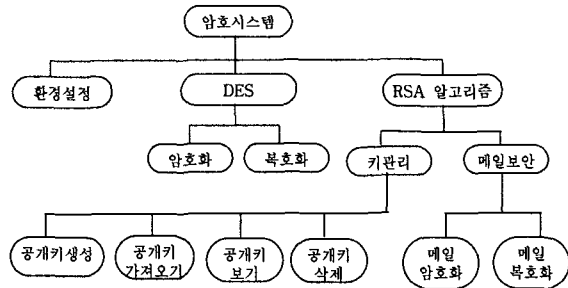 암호시스템
환경설정
DES
RSA 알고리즘
암호화
복호화
키관리
메일보안
공개키생성
공개키
가져오기
공개키
보기
공개키
삭제
메일
암호화
메일
복호화